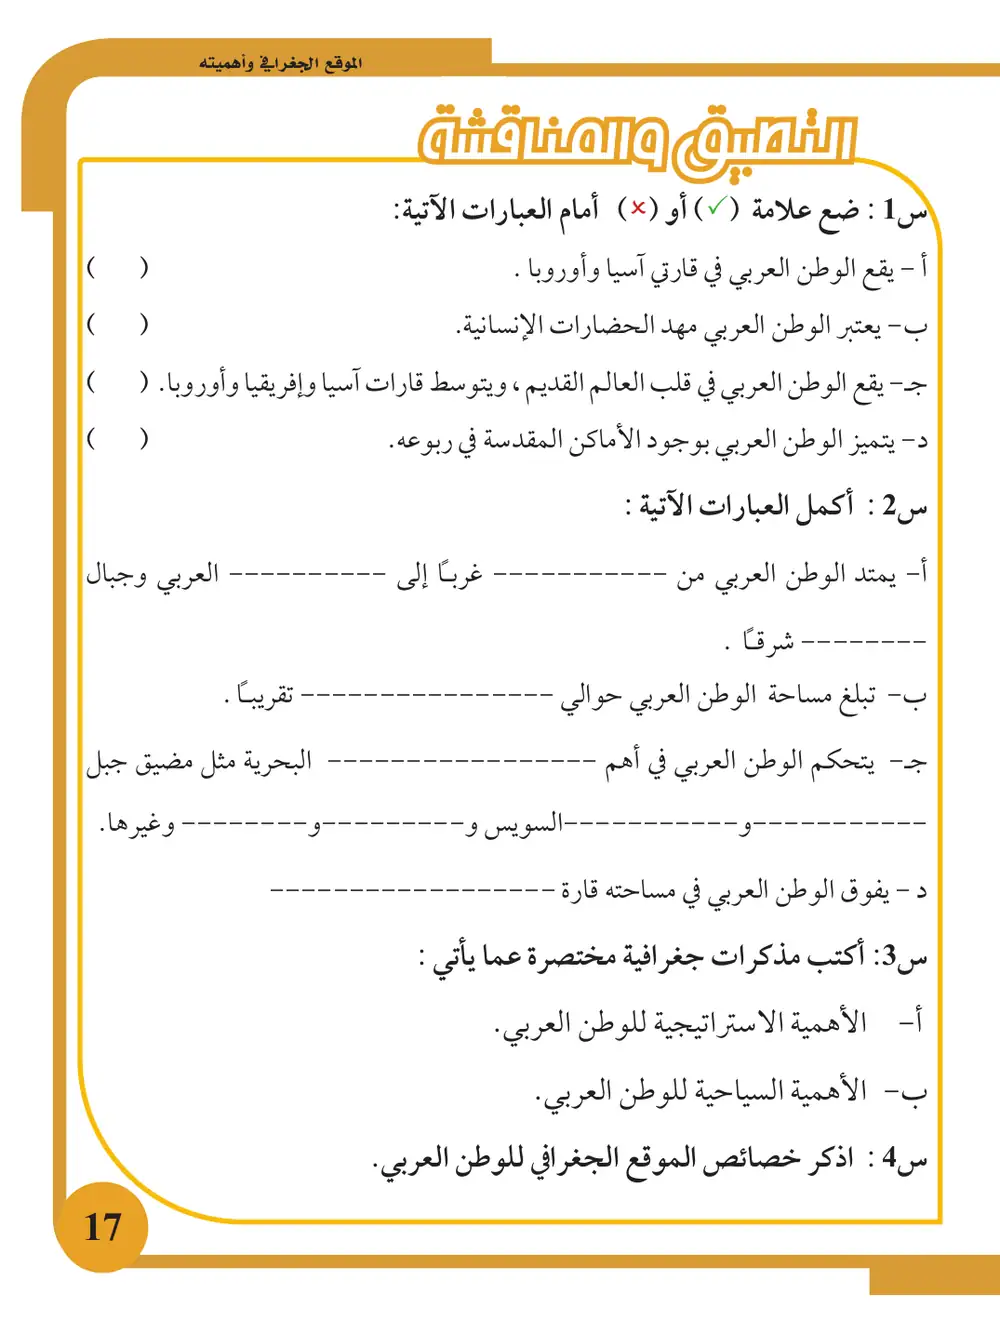 الموقع الجغرافي وأهميته
التطبيق والمناقشة
س1 : ضع علامة (✓) أو (✗) أمام العبارات الآتية:
أ - يقع الوطن العربي في قارتي آسيا وأوروبا . ( )
ب- يعتبر الوطن العربي مهد الحضارات الإنسانية. ( )
جـ- يقع الوطن العربي في قلب العالم القديم ، ويتوسط قارات آسيا وإفريقيا وأوروبا. ( )
د- يتميز الوطن العربي بوجود الأماكن المقدسة في ربوعه. ( )
س2 : أكمل العبارات الآتية :
أ- يمتد الوطن العربي من ----------- غربًا إلى ---------- العربي وجبال
-------- شرقًا .
ب- تبلغ مساحة الوطن العربي حوالي ---------------- تقريبًا .
جـ- يتحكم الوطن العربي في أهم ----------------- البحرية مثل مضيق جبل
-----------و-----------السويس و---------و-------- وغيرها.
د - يفوق الوطن العربي في مساحته قارة ------------------
س3: أكتب مذكرات جغرافية مختصرة عما يأتي :
أ- الأهمية الاستراتيجية للوطن العربي.
ب- الأهمية السياحية للوطن العربي.
س4 : اذكر خصائص الموقع الجغرافي للوطن العربي.
17